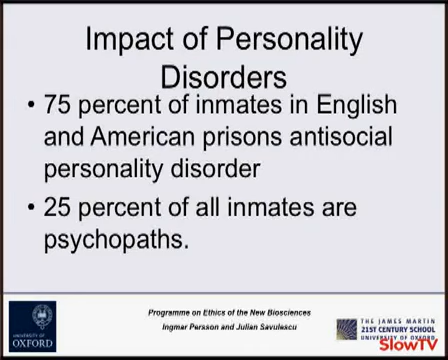 Impact of Personality
Disorders
• 75 percent of inmates in English
and American prisons antisocial
personality disorder
• 25 percent of all inmates are
psychopaths.
Programme on Ethics of the New Biosciences
Ingmar Persson and Julian Savulescu
UNIVERSITY OF
OXFORD
THE JAMES MARTIN
21ST CENTURY SCHOOL
UNIVERSITY OF OXFORD
SlowTV